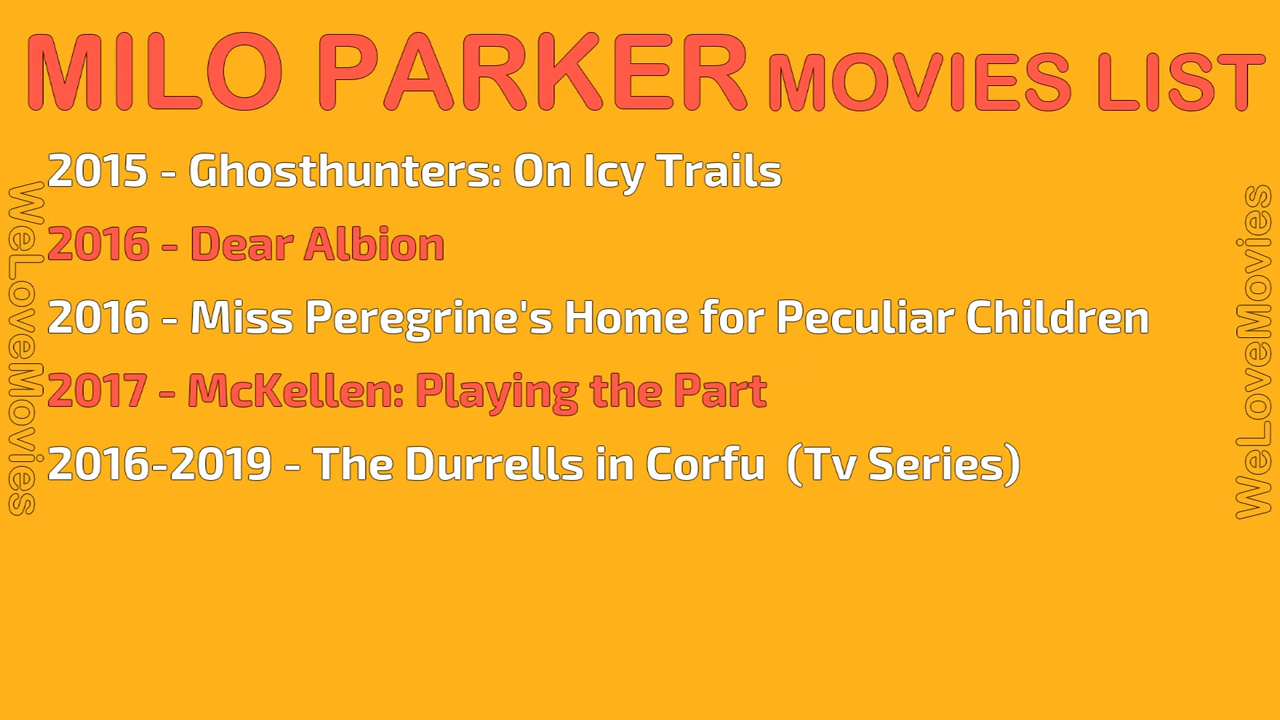 MILO PARKER MOVIES LIST
2015 - Ghosthunters: On Icy Trails
2016 - Dear Albion
2016 - Miss Peregrine's Home for Peculiar Children
2017 - McKellen: Playing the Part
2016-2019 - The Durrells in Corfu (Tv Series)
WeLoveMovies
WeLoveMovies